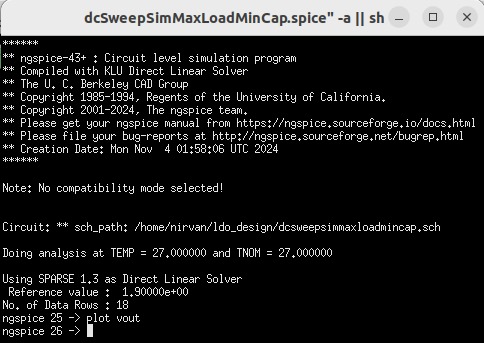 dcSweepSimMaxLoadMinCap.spice" -a || sh
******
** ngspice-43+ : Circuit level simulation program
** Compiled with KLU Direct Linear Solver
** The U. C. Berkeley CAD Group
** Copyright 1985-1994, Regents of the University of California.
** Copyright 2001-2024, The ngspice team.
** Please get your ngspice manual from https://ngspice.sourceforge.io/docs.html
** Please file your bug-reports at http://ngspice.sourceforge.net/bugrep.html
** Creation Date: Mon Nov  4 01:58:06 UTC 2024
******
Note: No compatibility mode selected!
Circuit: ** sch_path: /home/nirvan/ldo_design/dcsweepsimmaxloadmincap.sch
Doing analysis at TEMP = 27.000000 and TNOM = 27.000000
Using SPARSE 1.3 as Direct Linear Solver
 Reference value :  1.90000e+00
No. of Data Rows : 18
ngspice 25 -> plot vout
ngspice 26 ->